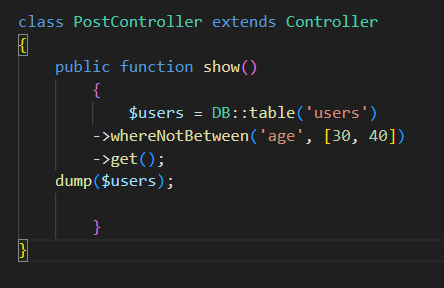 class PostController extends Controller
{
public function show()
{
$users = DB::table('users')
->whereNotBetween('age', [30, 40])
->get();
dump($users);
}
}